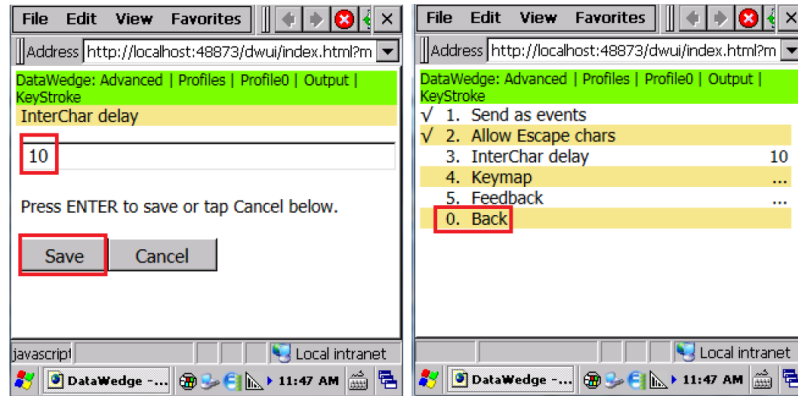 File Edit View Favorites
Address http://localhost:48873/dwui/index.html?m
DataWedge: Advanced | Profiles | Profile0 | Output |
KeyStroke
InterChar delay
10
Press ENTER to save or tap Cancel below.
Save Cancel
javascript
Local intranet
DataWedge -... 11:47 AM
File Edit View Favorites
Address http://localhost:48873/dwui/index.html?m
DataWedge: Advanced | Profiles | Profile0 | Output |
KeyStroke
√ 1. Send as events
√ 2. Allow Escape chars
3. InterChar delay 10
4. Keymap ...
5. Feedback ...
0. Back
Local intranet
DataWedge -... 11:47 AM